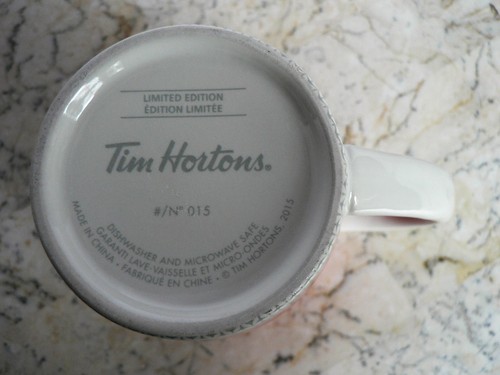 LIMITED EDITION
ÉDITION LIMITÉE
Tim Hortons.
#/Nº 015
DISHWASHER AND MICROWAVE SAFE
GARANTI LAVE-VAISSELLE ET MICRO-ONDES
MADE IN CHINA • FABRIQUÉ EN CHINE • © TIM HORTONS, 2015